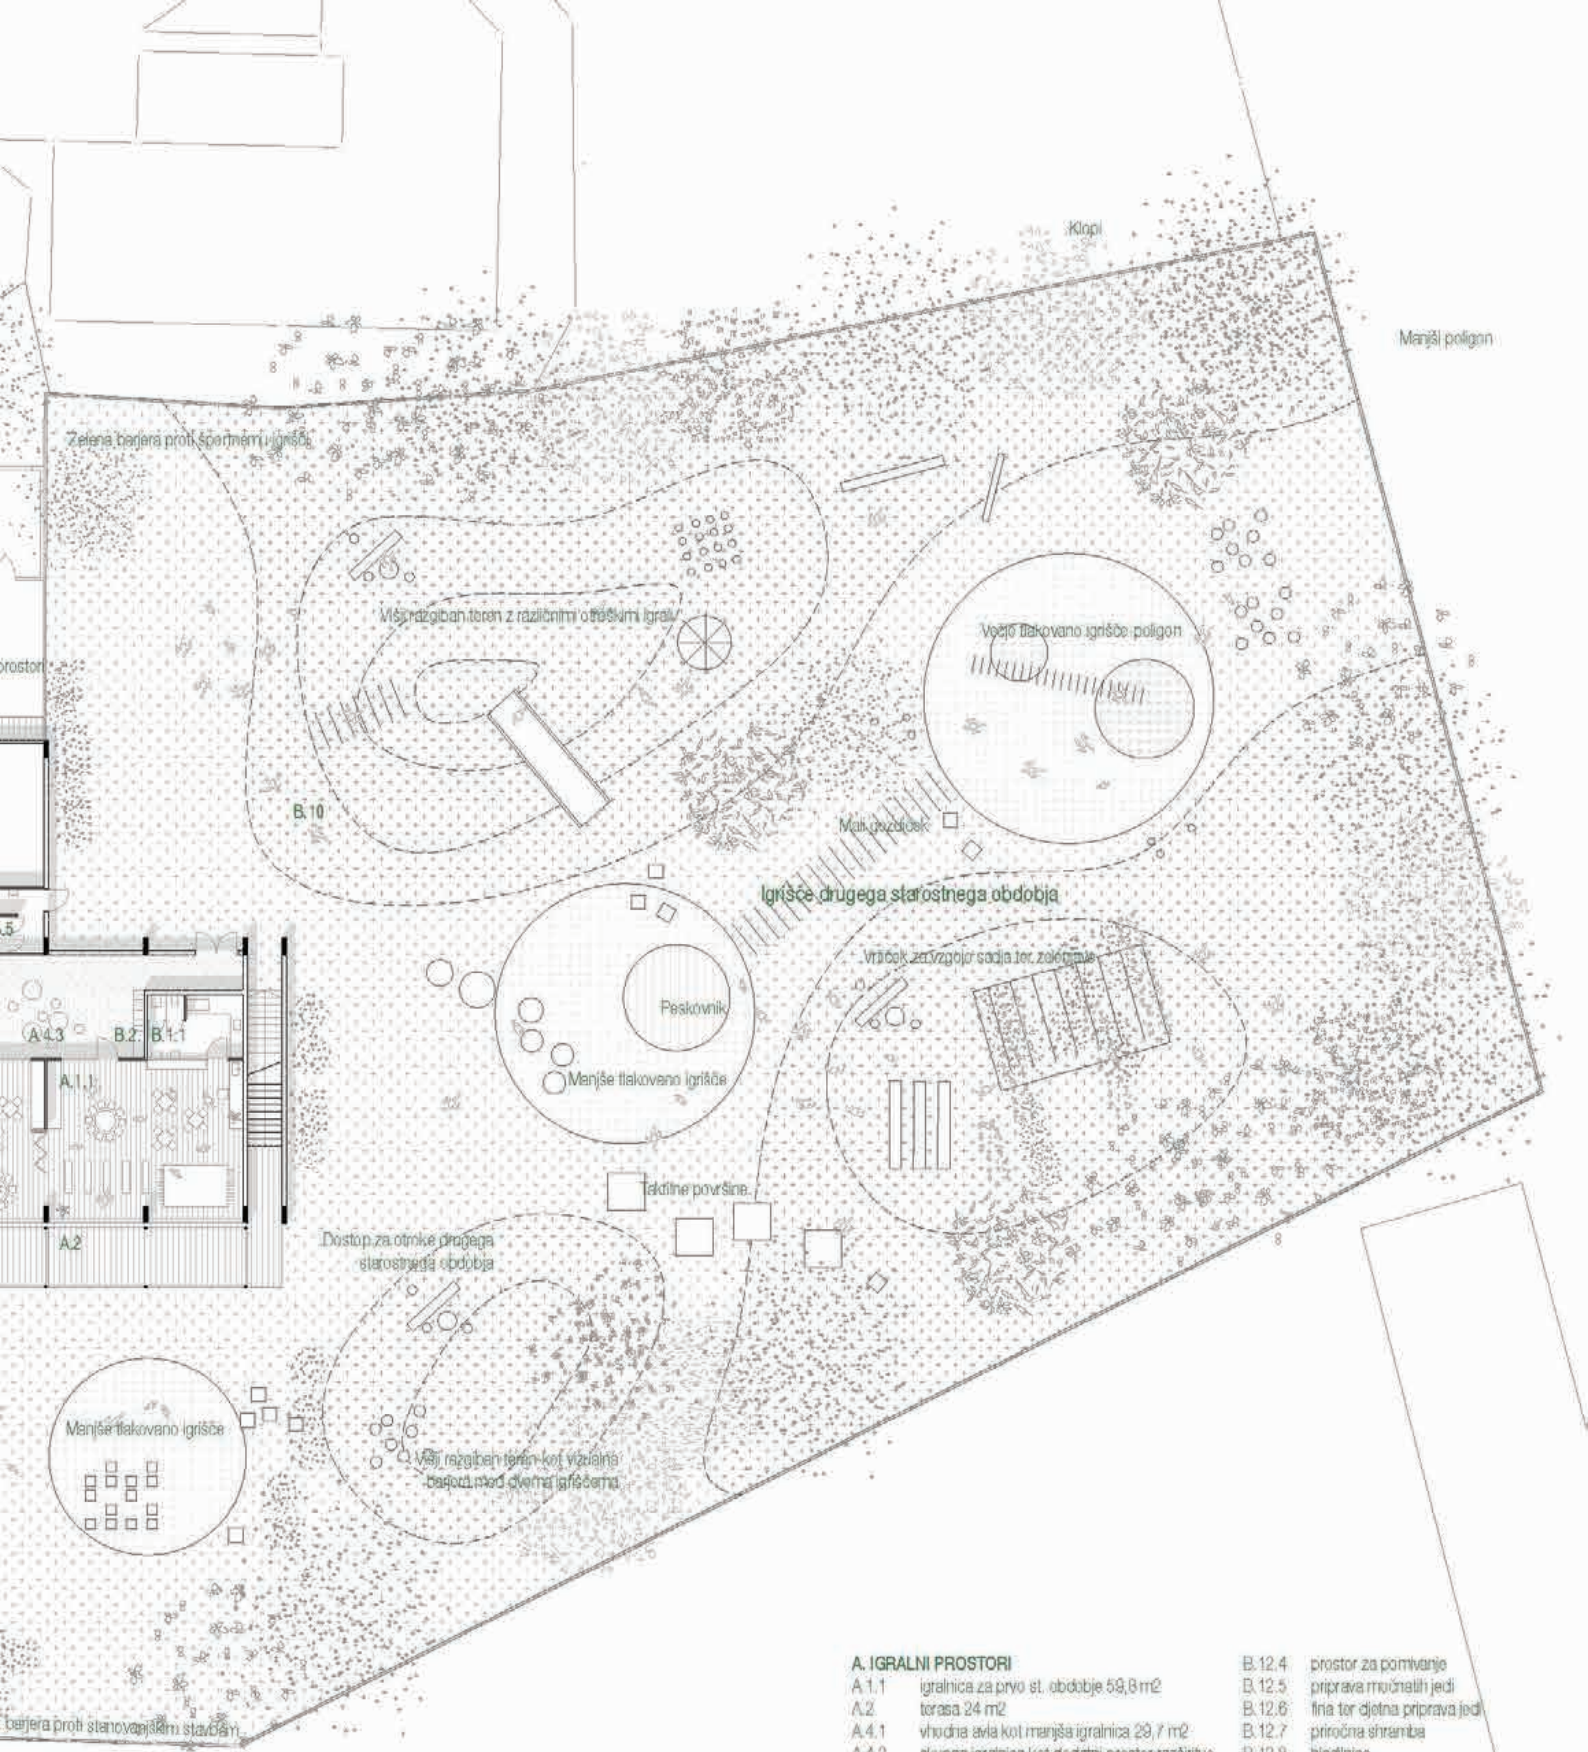 Klopi
Manjši poligon
Zelena barjera proti športnemu igrišču
Višji razgiban teren z različnimi otroškimi igrali
Večjo tlakovano igrišče poligon
prostori
B.10
Mali gozdiček
Igrišče drugega starostnega obdobja
Vrtiček za vzgojo sadja ter zelenjave
Peskovnik
A.4.3
B.2.
B.1.1
A.1.1
Manjše tlakovano igrišče
Taktilne površine
A.2
Dostop za otroke drugega
starostnega obdobja
Manjše tlakovano igrišče
Višji razgiban teren kot vizualna
barjera med dvema igriščema
barjera proti stanovanjskim stavbam
A. IGRALNI PROSTORI
A.1.1 igralnica za prvo st. obdobje 59,8 m2
A.2 terasa 24 m2
A.4.1 vhodna avla kot manjša igralnica 29,7 m2
B.12.4 prostor za pomivanje
B.12.5 priprava močnatih jedi
B.12.6 fina ter djetna priprava jedi
B.12.7 priročna shramba